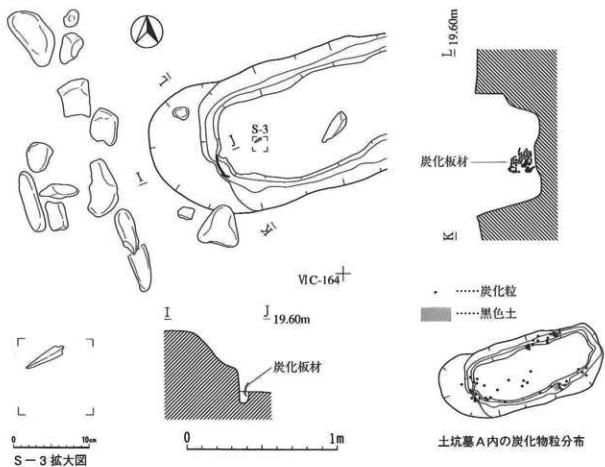 L
19.60m
S-3
J
I
K
炭化板材
K
L
ⅥC-164
I
J
19.60m
炭化板材
炭化粒
黒色土
0
10cm
S-3拡大図
0
1m
土坑墓A内の炭化物粒分布